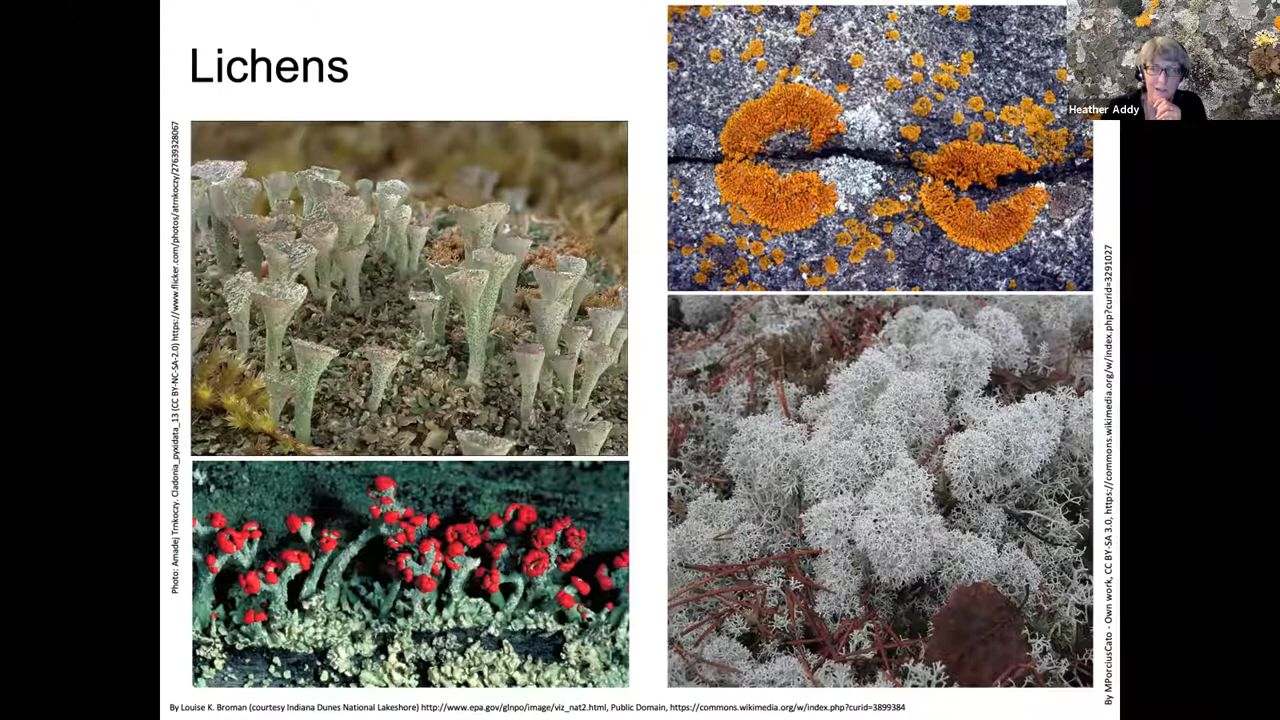 Lichens
Heather Addy
Photo: Amadej Trnkoczy. Cladonia_pyxidata_13 (CC BY-NC-SA-2.0) https://www.flicker.com/photos/atrnkoczy/27639328067
By MPorciusCato - Own work, CC BY-SA 3.0, https://commons.wikimedia.org/w/index.php?curid=3291027
By Louise K. Broman (courtesy Indiana Dunes National Lakeshore) http://www.epa.gov/glnpo/image/viz_nat2.html, Public Domain, https://commons.wikimedia.org/w/index.php?curid=3899384